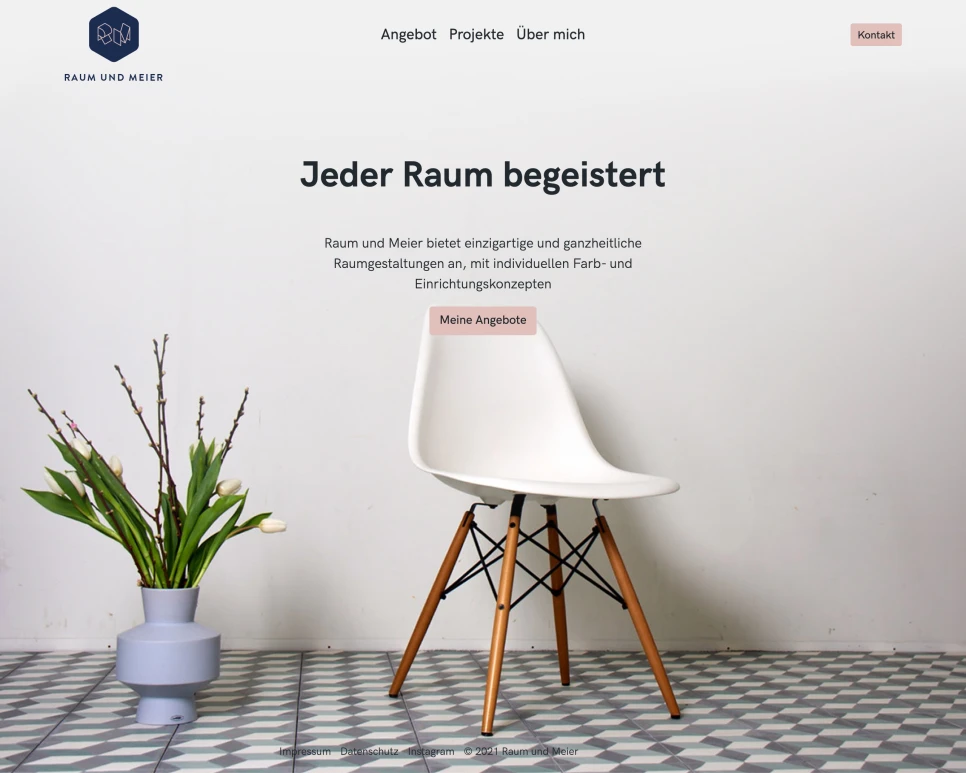 RAUM UND MEIER
Angebot Projekte Über mich
Kontakt
Jeder Raum begeistert
Raum und Meier bietet einzigartige und ganzheitliche
Raumgestaltungen an, mit individuellen Farb- und
Einrichtungskonzepten
Meine Angebote
Impressum Datenschutz Instagram © 2021 Raum und Meier